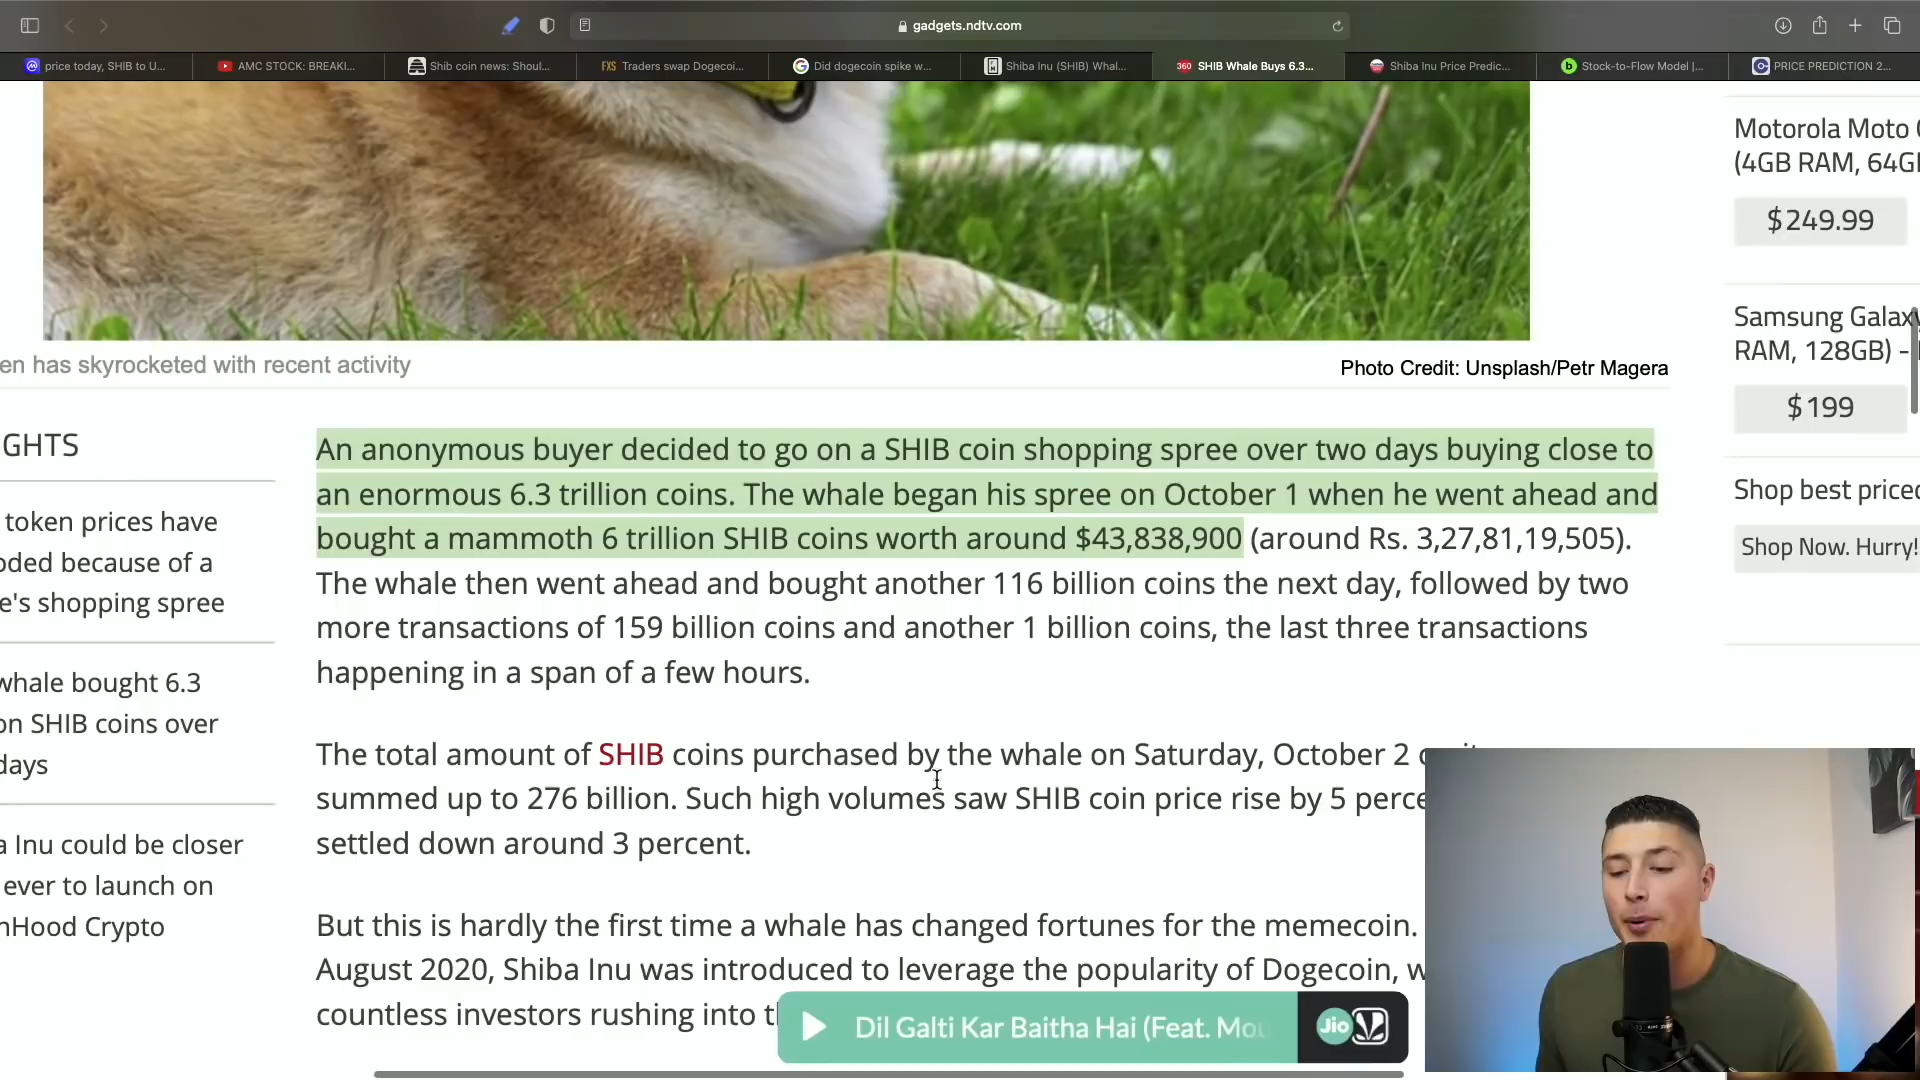 gadgets.ndtv.com
price today, SHIB to U...
AMC STOCK: BREAKI...
Shib coin news: Shoul...
FXS Traders swap Dogecoi...
Did dogecoin spike w...
Shiba Inu (SHIB) Whal...
360 SHIB Whale Buys 6.3...
Shiba Inu Price Predic...
Stock-to-Flow Model |...
PRICE PREDICTION 2...
Motorola Moto
(4GB RAM, 64G
$249.99
Samsung Galaxy
RAM, 128GB) -
$199
Shop best price
Shop Now. Hurry!
en has skyrocketed with recent activity
Photo Credit: Unsplash/Petr Magera
GHTS
token prices have
oded because of a
e's shopping spree
whale bought 6.3
on SHIB coins over
days
a Inu could be closer
ever to launch on
nHood Crypto
An anonymous buyer decided to go on a SHIB coin shopping spree over two days buying close to
an enormous 6.3 trillion coins. The whale began his spree on October 1 when he went ahead and
bought a mammoth 6 trillion SHIB coins worth around $43,838,900 (around Rs. 3,27,81,19,505).
The whale then went ahead and bought another 116 billion coins the next day, followed by two
more transactions of 159 billion coins and another 1 billion coins, the last three transactions
happening in a span of a few hours.
The total amount of SHIB coins purchased by the whale on Saturday, October 2
summed up to 276 billion. Such high volumes saw SHIB coin price rise by 5 perce
settled down around 3 percent.
But this is hardly the first time a whale has changed fortunes for the memecoin.
August 2020, Shiba Inu was introduced to leverage the popularity of Dogecoin, w
countless investors rushing into t
Dil Galti Kar Baitha Hai (Feat. Mou
Jio